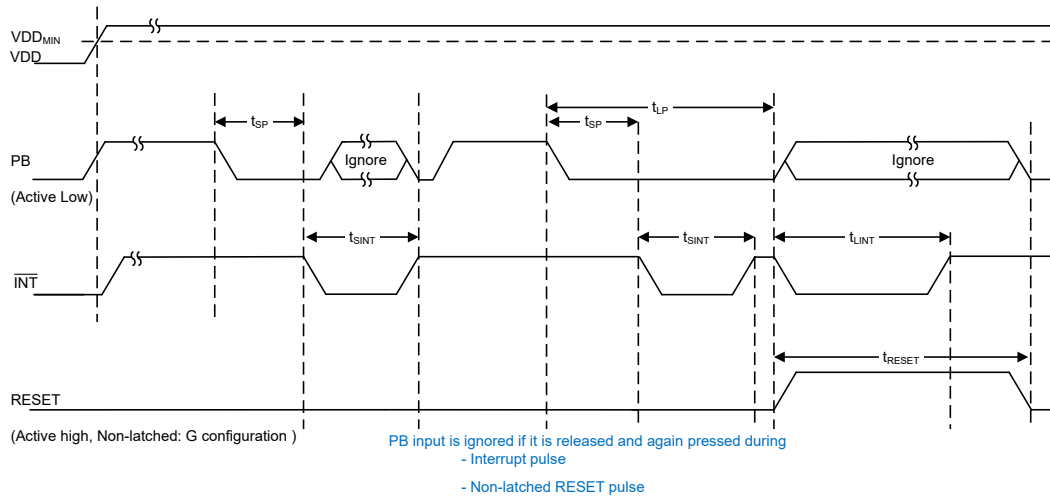 VDDMIN
VDD
tLP
tSP
tSP
PB
Ignore
Ignore
(Active Low)
tSINT
tSINT
tLINT
INT
tRESET
RESET
(Active high, Non-latched: G configuration )
PB input is ignored if it is released and again pressed during
- Interrupt pulse
- Non-latched RESET pulse